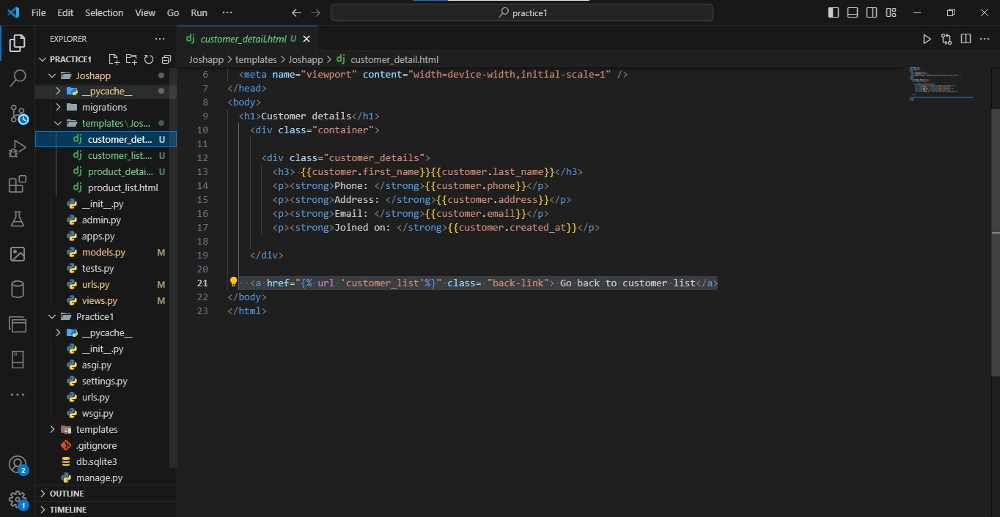 File Edit Selection View Go Run ··· practice1
EXPLORER ···
customer_detail.html U
PRACTICE1
Joshapp > templates > Joshapp > customer_detail.html
Joshapp
__pycache__
migrations
templates\Jos...
customer_det... U
customer_list.... U
product_detai... U
product_list.html
__init__.py
admin.py
apps.py
models.py M
tests.py
urls.py M
views.py M
Practice1
__pycache__
__init__.py
asgi.py
settings.py
urls.py
wsgi.py
templates
.gitignore
db.sqlite3
manage.py
OUTLINE
TIMELINE
2
1
6 <meta name="viewport" content="width=device-width,initial-scale=1" />
7 </head>
8 <body>
9 <h1>Customer details</h1>
10 <div class="container">
11
12 <div class="customer_details">
13 <h3> {{customer.first_name}}{{customer.last_name}}</h3>
14 <p><strong>Phone: </strong>{{customer.phone}}</p>
15 <p><strong>Address: </strong>{{customer.address}}</p>
16 <p><strong>Email: </strong>{{customer.email}}</p>
17 <p><strong>Joined on: </strong>{{customer.created_at}}</p>
18
19 </div>
20
21 <a href="{% url 'customer_list'%}" class= "back-link"> Go back to customer list</a>
22 </body>
23 </html>